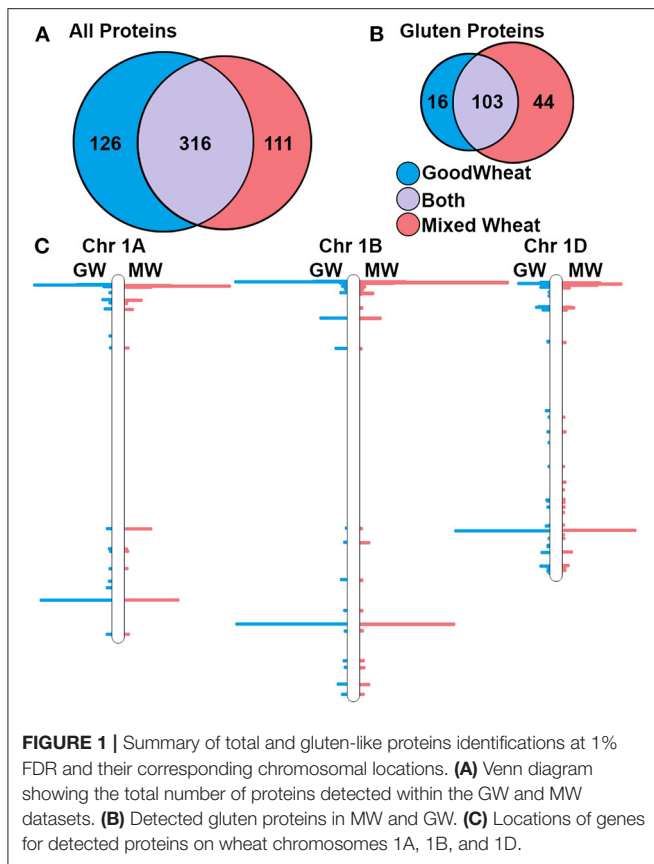 A All Proteins
B Gluten Proteins
126 316 111
16 103 44
GoodWheat
Both
Mixed Wheat
C Chr 1A Chr 1B Chr 1D
GW MW GW MW GW MW
FIGURE 1 | Summary of total and gluten-like proteins identifications at 1%
FDR and their corresponding chromosomal locations. (A) Venn diagram
showing the total number of proteins detected within the GW and MW
datasets. (B) Detected gluten proteins in MW and GW. (C) Locations of genes
for detected proteins on wheat chromosomes 1A, 1B, and 1D.